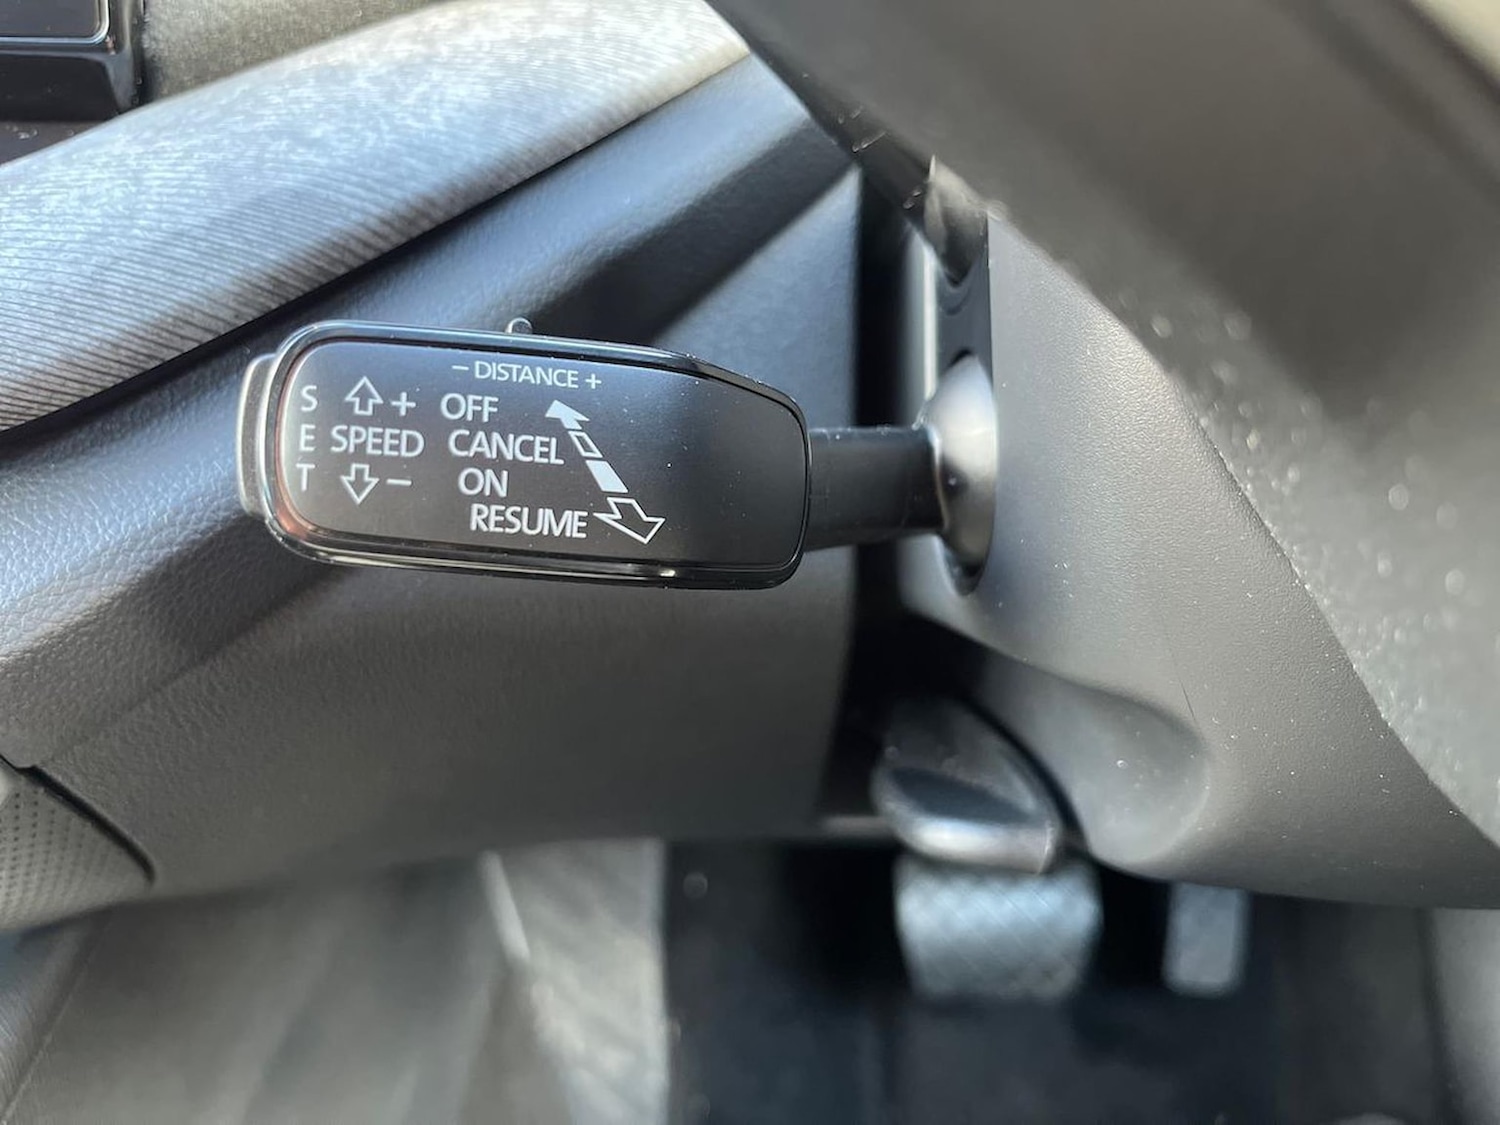 − DISTANCE +
S + OFF
E SPEED CANCEL
T − ON
RESUME